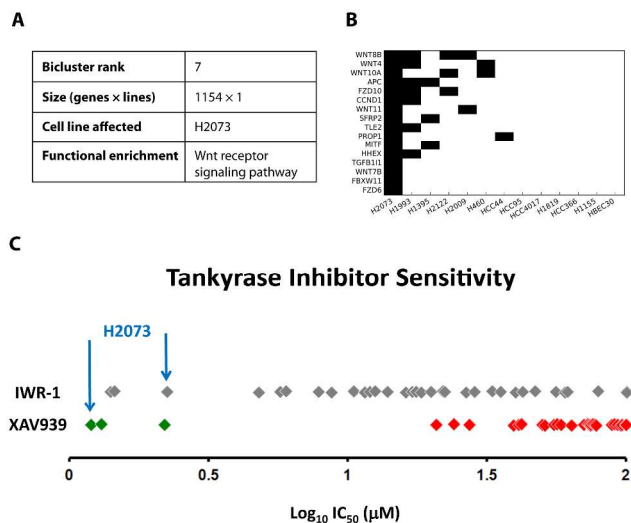 A
Bicluster rank 7
Size (genes × lines) 1154 × 1
Cell line affected H2073
Functional enrichment Wnt receptor
signaling pathway
B
WNT8B
WNT4
WNT10A
APC
FZD10
CCND1
WNT11
SFRP2
TLE2
PROP1
MITF
HHEX
TGFB1I1
WNT7B
FBXW11
FZD6
H2073 H1993 H1395 H2122 H2009 H460 HCC44 HCC95 HCC4017 H1819 HCC366 H1155 HBEC30
C
Tankyrase Inhibitor Sensitivity
H2073
IWR-1
XAV939
0 0.5 1 1.5 2
Log10 IC50 (μM)